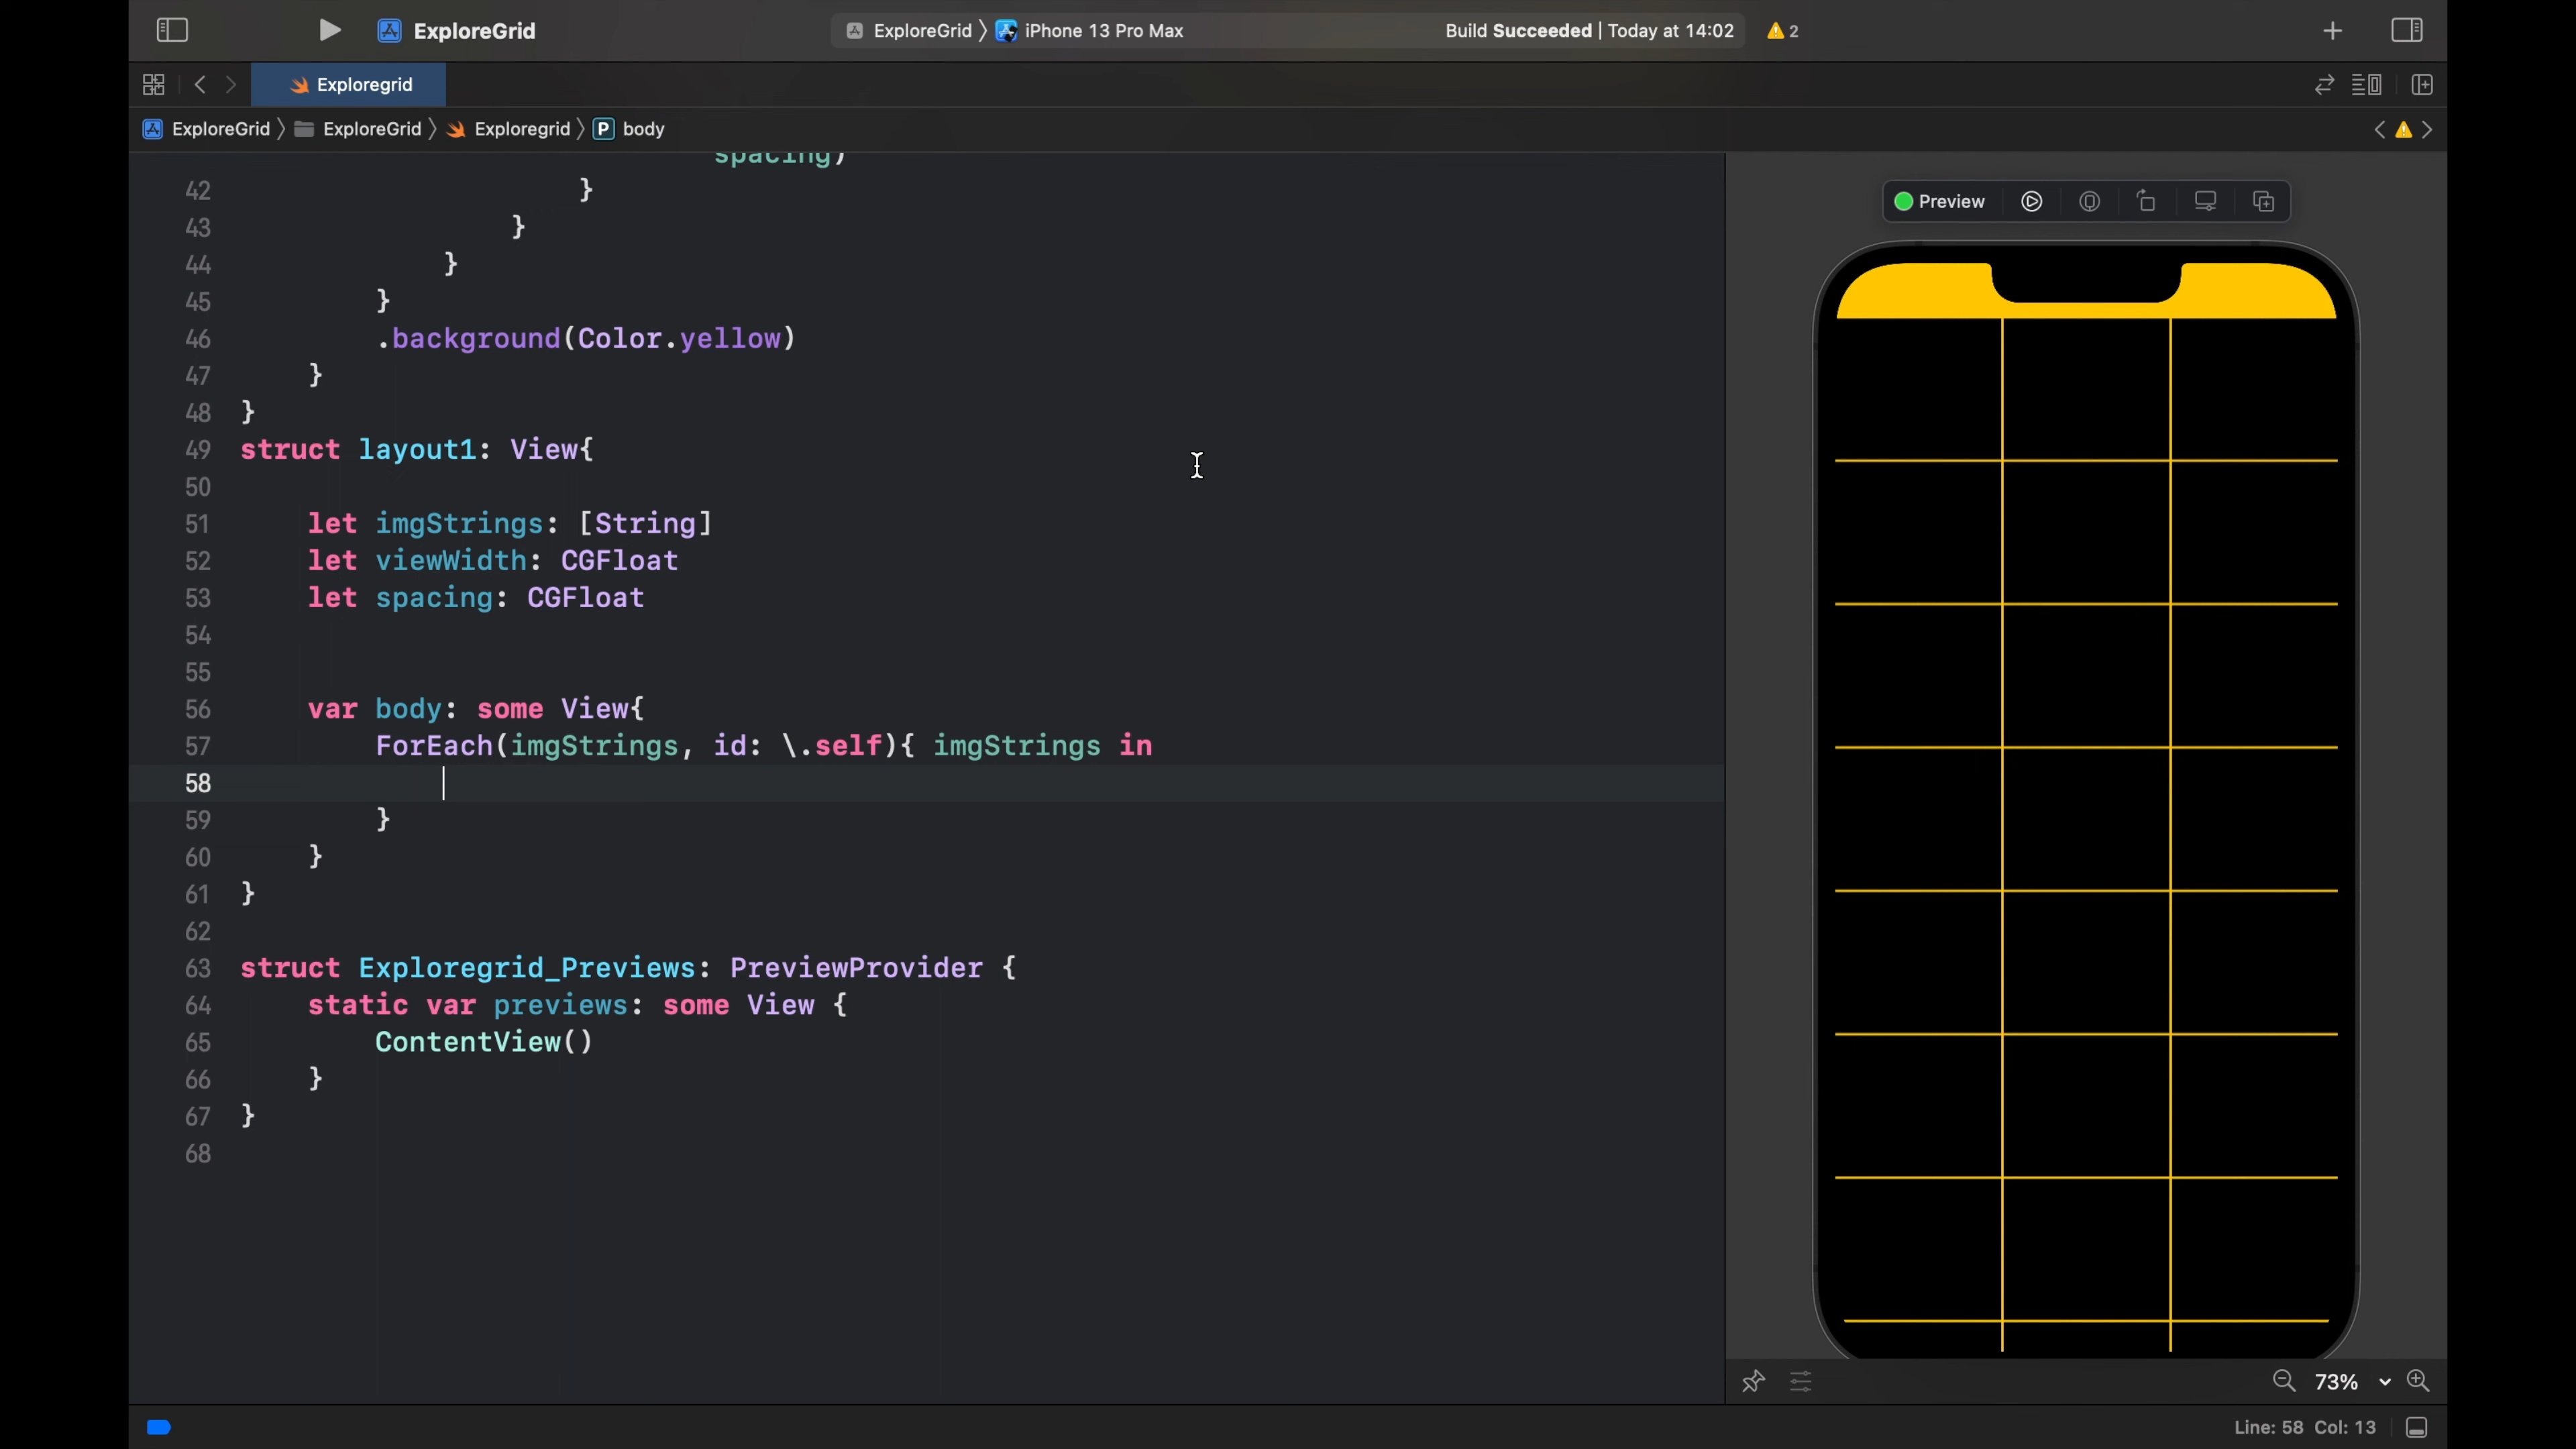 ExploreGrid
ExploreGrid 〉 iPhone 13 Pro Max
Build Succeeded | Today at 14:02
2
Exploregrid
ExploreGrid 〉 ExploreGrid 〉 Exploregrid 〉 P body
spacing)
42 }
43 }
44 }
45 }
46 .background(Color.yellow)
47 }
48 }
49 struct layout1: View{
50
51 let imgStrings: [String]
52 let viewWidth: CGFloat
53 let spacing: CGFloat
54
55
56 var body: some View{
57 ForEach(imgStrings, id: \.self){ imgStrings in
58
59 }
60 }
61 }
62
63 struct Exploregrid_Previews: PreviewProvider {
64 static var previews: some View {
65 ContentView()
66 }
67 }
68
Preview
73%
Line: 58 Col: 13